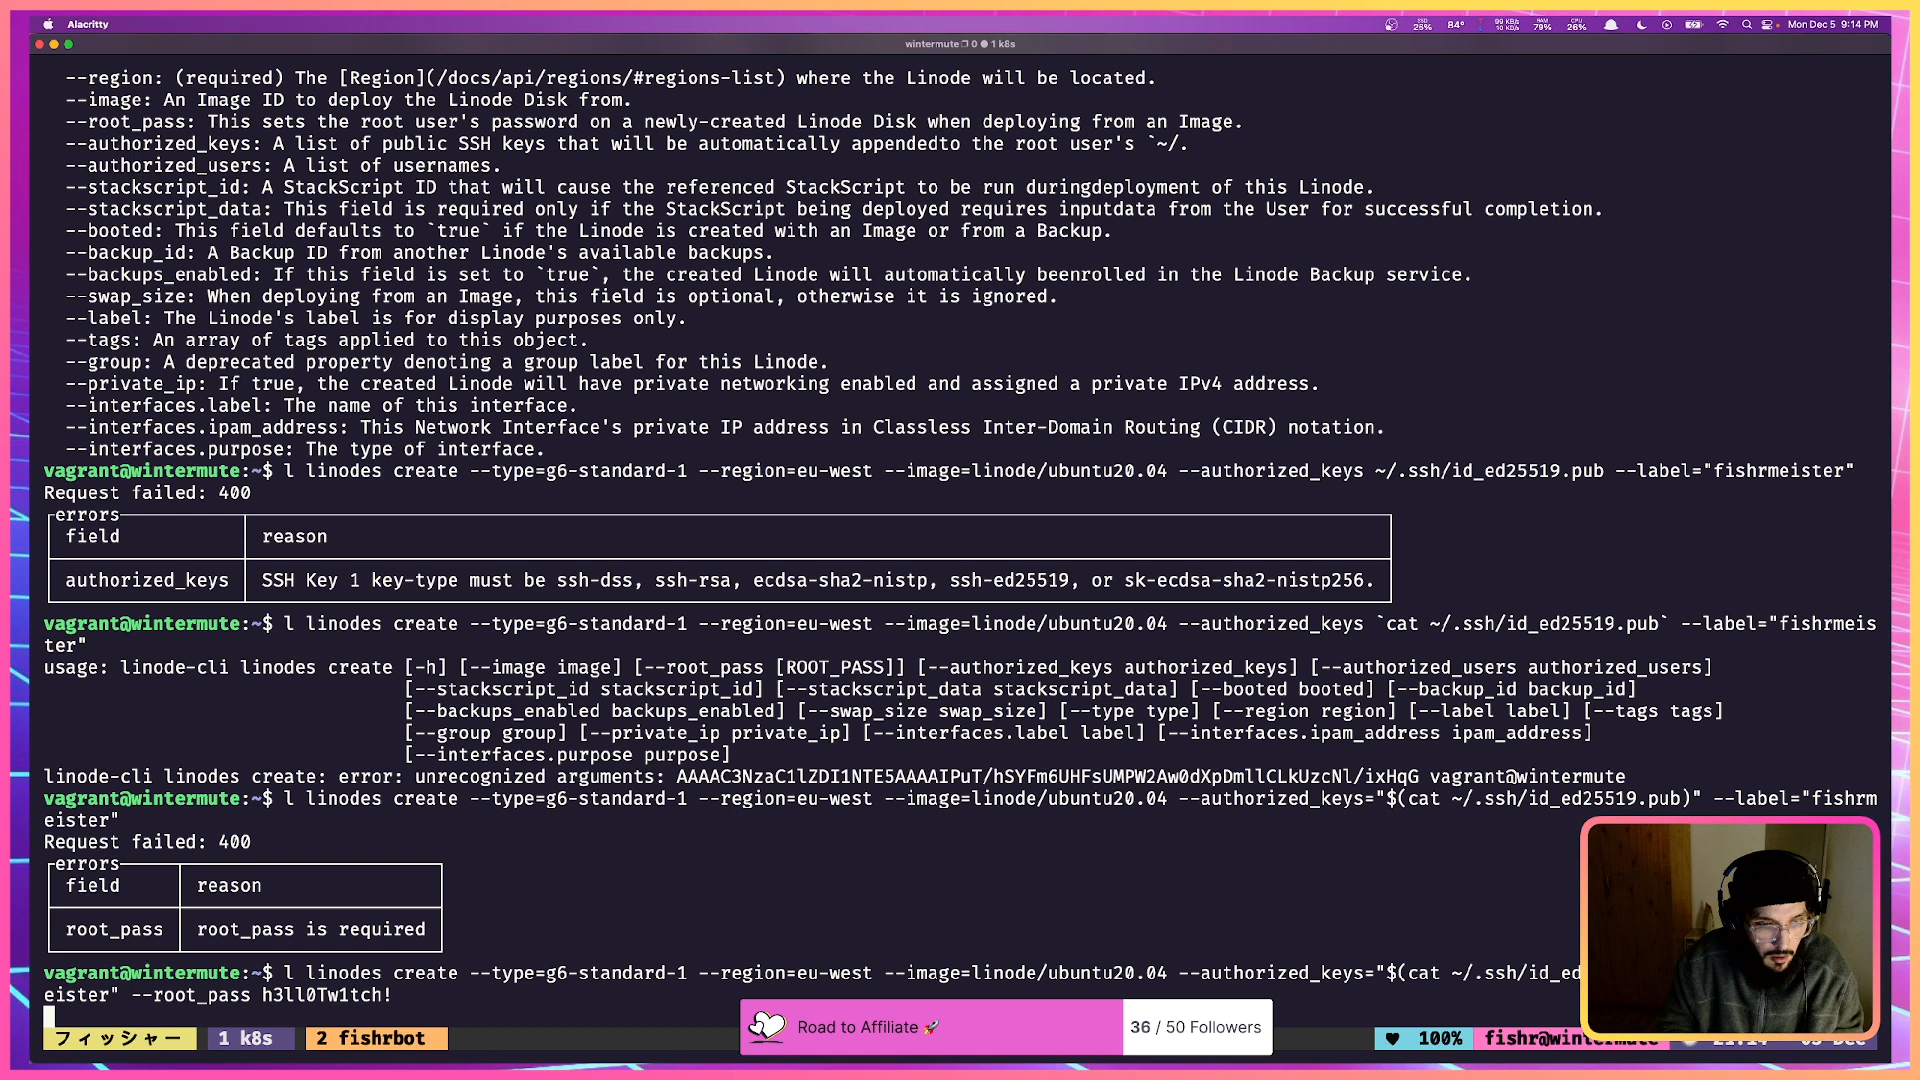 Alacritty
SSD 26% 84° 99 KB/s 10 KB/s RAM 79% CPU 26% Mon Dec 5 9:14 PM
wintermute 0 1 k8s
--region: (required) The [Region](/docs/api/regions/#regions-list) where the Linode will be located.
--image: An Image ID to deploy the Linode Disk from.
--root_pass: This sets the root user's password on a newly-created Linode Disk when deploying from an Image.
--authorized_keys: A list of public SSH keys that will be automatically appendedto the root user's `~/.
--authorized_users: A list of usernames.
--stackscript_id: A StackScript ID that will cause the referenced StackScript to be run duringdeployment of this Linode.
--stackscript_data: This field is required only if the StackScript being deployed requires inputdata from the User for successful completion.
--booted: This field defaults to `true` if the Linode is created with an Image or from a Backup.
--backup_id: A Backup ID from another Linode's available backups.
--backups_enabled: If this field is set to `true`, the created Linode will automatically beenrolled in the Linode Backup service.
--swap_size: When deploying from an Image, this field is optional, otherwise it is ignored.
--label: The Linode's label is for display purposes only.
--tags: An array of tags applied to this object.
--group: A deprecated property denoting a group label for this Linode.
--private_ip: If true, the created Linode will have private networking enabled and assigned a private IPv4 address.
--interfaces.label: The name of this interface.
--interfaces.ipam_address: This Network Interface's private IP address in Classless Inter-Domain Routing (CIDR) notation.
--interfaces.purpose: The type of interface.
vagrant@wintermute:~$ l linodes create --type=g6-standard-1 --region=eu-west --image=linode/ubuntu20.04 --authorized_keys ~/.ssh/id_ed25519.pub --label="fishrmeister"
Request failed: 400
errors
field reason
authorized_keys SSH Key 1 key-type must be ssh-dss, ssh-rsa, ecdsa-sha2-nistp, ssh-ed25519, or sk-ecdsa-sha2-nistp256.
vagrant@wintermute:~$ l linodes create --type=g6-standard-1 --region=eu-west --image=linode/ubuntu20.04 --authorized_keys `cat ~/.ssh/id_ed25519.pub` --label="fishrmeis
ter"
usage: linode-cli linodes create [-h] [--image image] [--root_pass [ROOT_PASS]] [--authorized_keys authorized_keys] [--authorized_users authorized_users]
[--stackscript_id stackscript_id] [--stackscript_data stackscript_data] [--booted booted] [--backup_id backup_id]
[--backups_enabled backups_enabled] [--swap_size swap_size] [--type type] [--region region] [--label label] [--tags tags]
[--group group] [--private_ip private_ip] [--interfaces.label label] [--interfaces.ipam_address ipam_address]
[--interfaces.purpose purpose]
linode-cli linodes create: error: unrecognized arguments: AAAAC3NzaC1lZDI1NTE5AAAAIPuT/hSYFm6UHFsUMPW2Aw0dXpDmllCLkUzcNl/ixHqG vagrant@wintermute
vagrant@wintermute:~$ l linodes create --type=g6-standard-1 --region=eu-west --image=linode/ubuntu20.04 --authorized_keys="$(cat ~/.ssh/id_ed25519.pub)" --label="fishrm
eister"
Request failed: 400
errors
field reason
root_pass root_pass is required
vagrant@wintermute:~$ l linodes create --type=g6-standard-1 --region=eu-west --image=linode/ubuntu20.04 --authorized_keys="$(cat ~/.ssh/id_ed
eister" --root_pass h3ll0Tw1tch!
フィッシャー 1 k8s 2 fishrbot
Road to Affiliate 🚀 36 / 50 Followers
♥ 100% fishr@wintermute